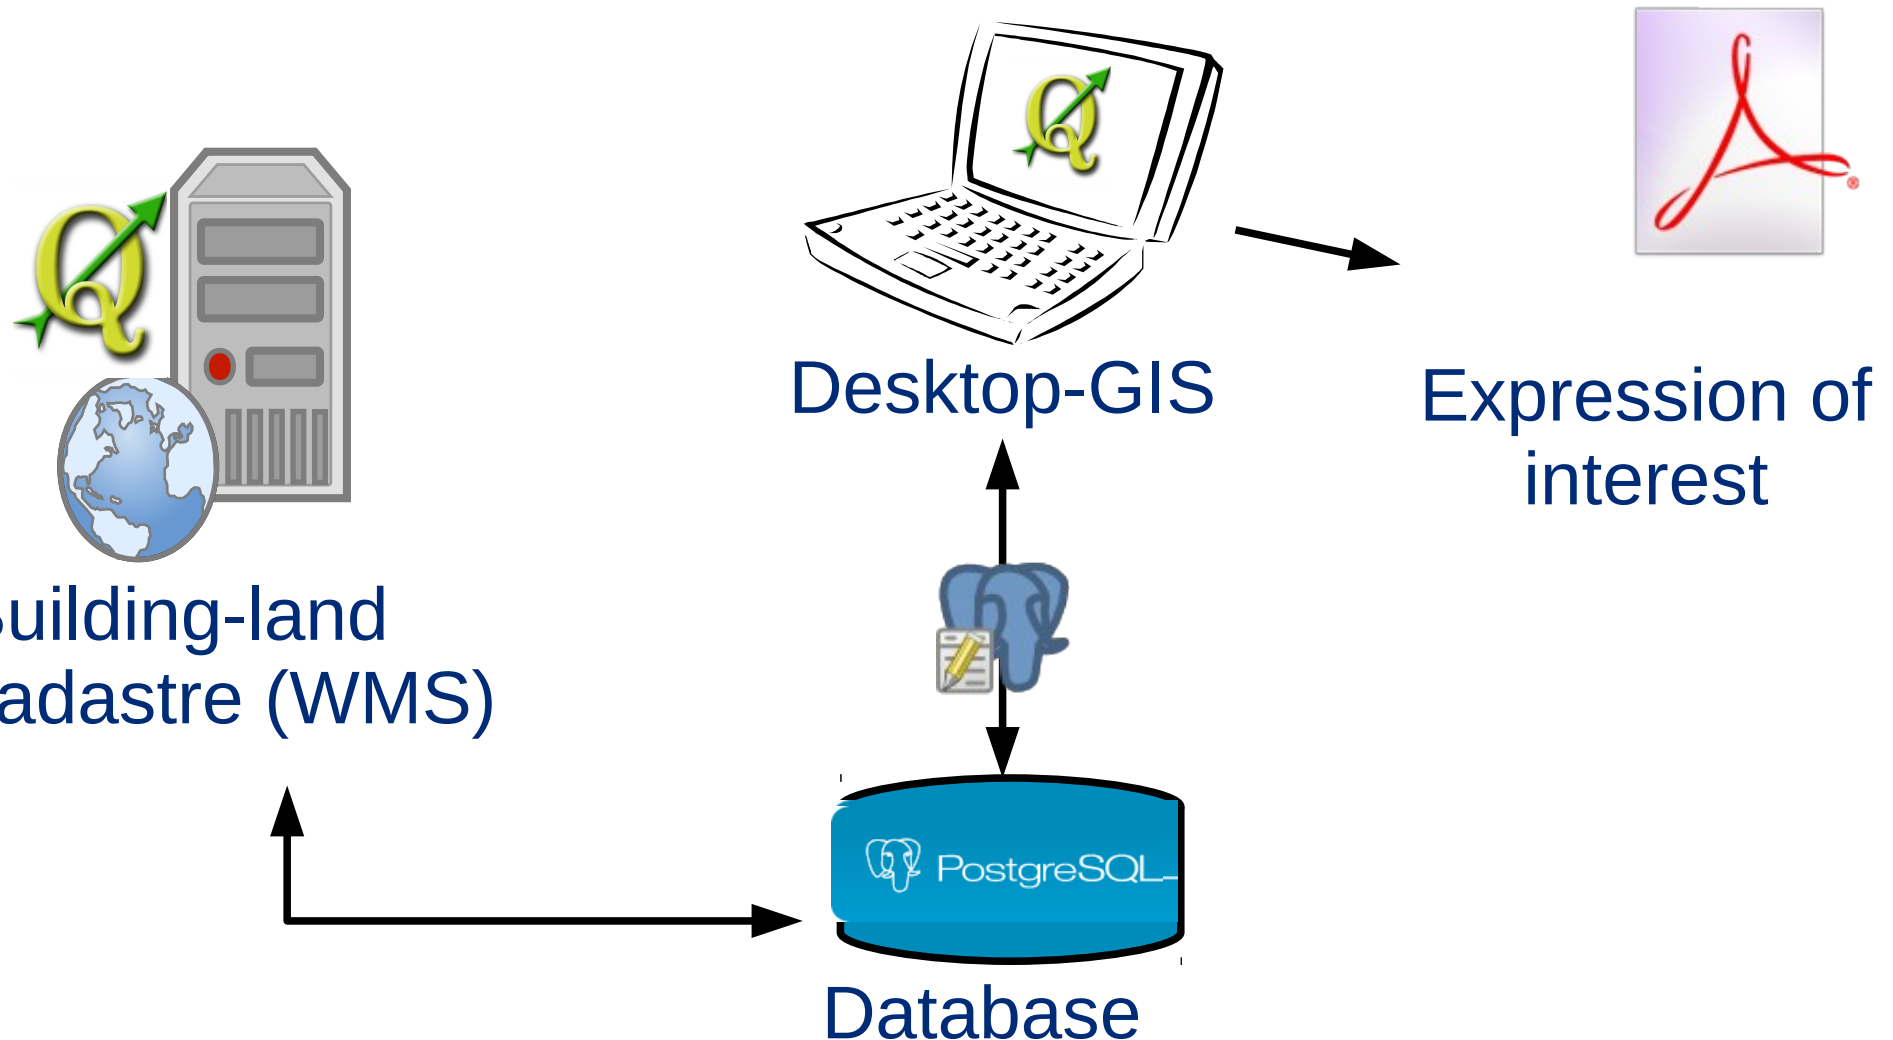 Desktop-GIS
Expression of
interest
uilding-land
adastre (WMS)
PostgreSQL
Database